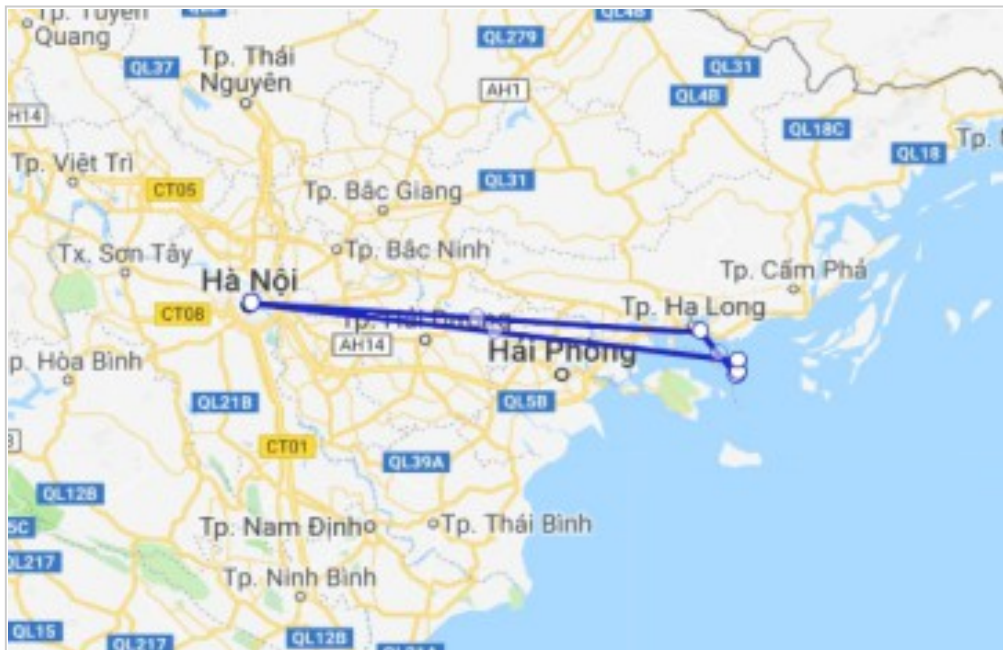 Tp. Tuyên
Quang
QL4B
QL279
QL37
Tp. Thái
Nguyên
QL31
AH1
QL4B
AH14
QL18C
QL18
Tp. Việt Trì
CT05
QL31
Tp. Bắc Giang
Tp. Bắc Ninh
Tx. Sơn Tây
Hà Nội
Tp. Cẩm Phả
Tp. Hạ Long
CT08
Tp. Hải Dương
AH14
Hải Phòng
p. Hòa Bình
QL21B
QL5B
CT01
QL39A
QL12B
5C
Tp. Nam Định
Tp. Thái Bình
QL217
Tp. Ninh Bình
QL15
QL217
QL12B